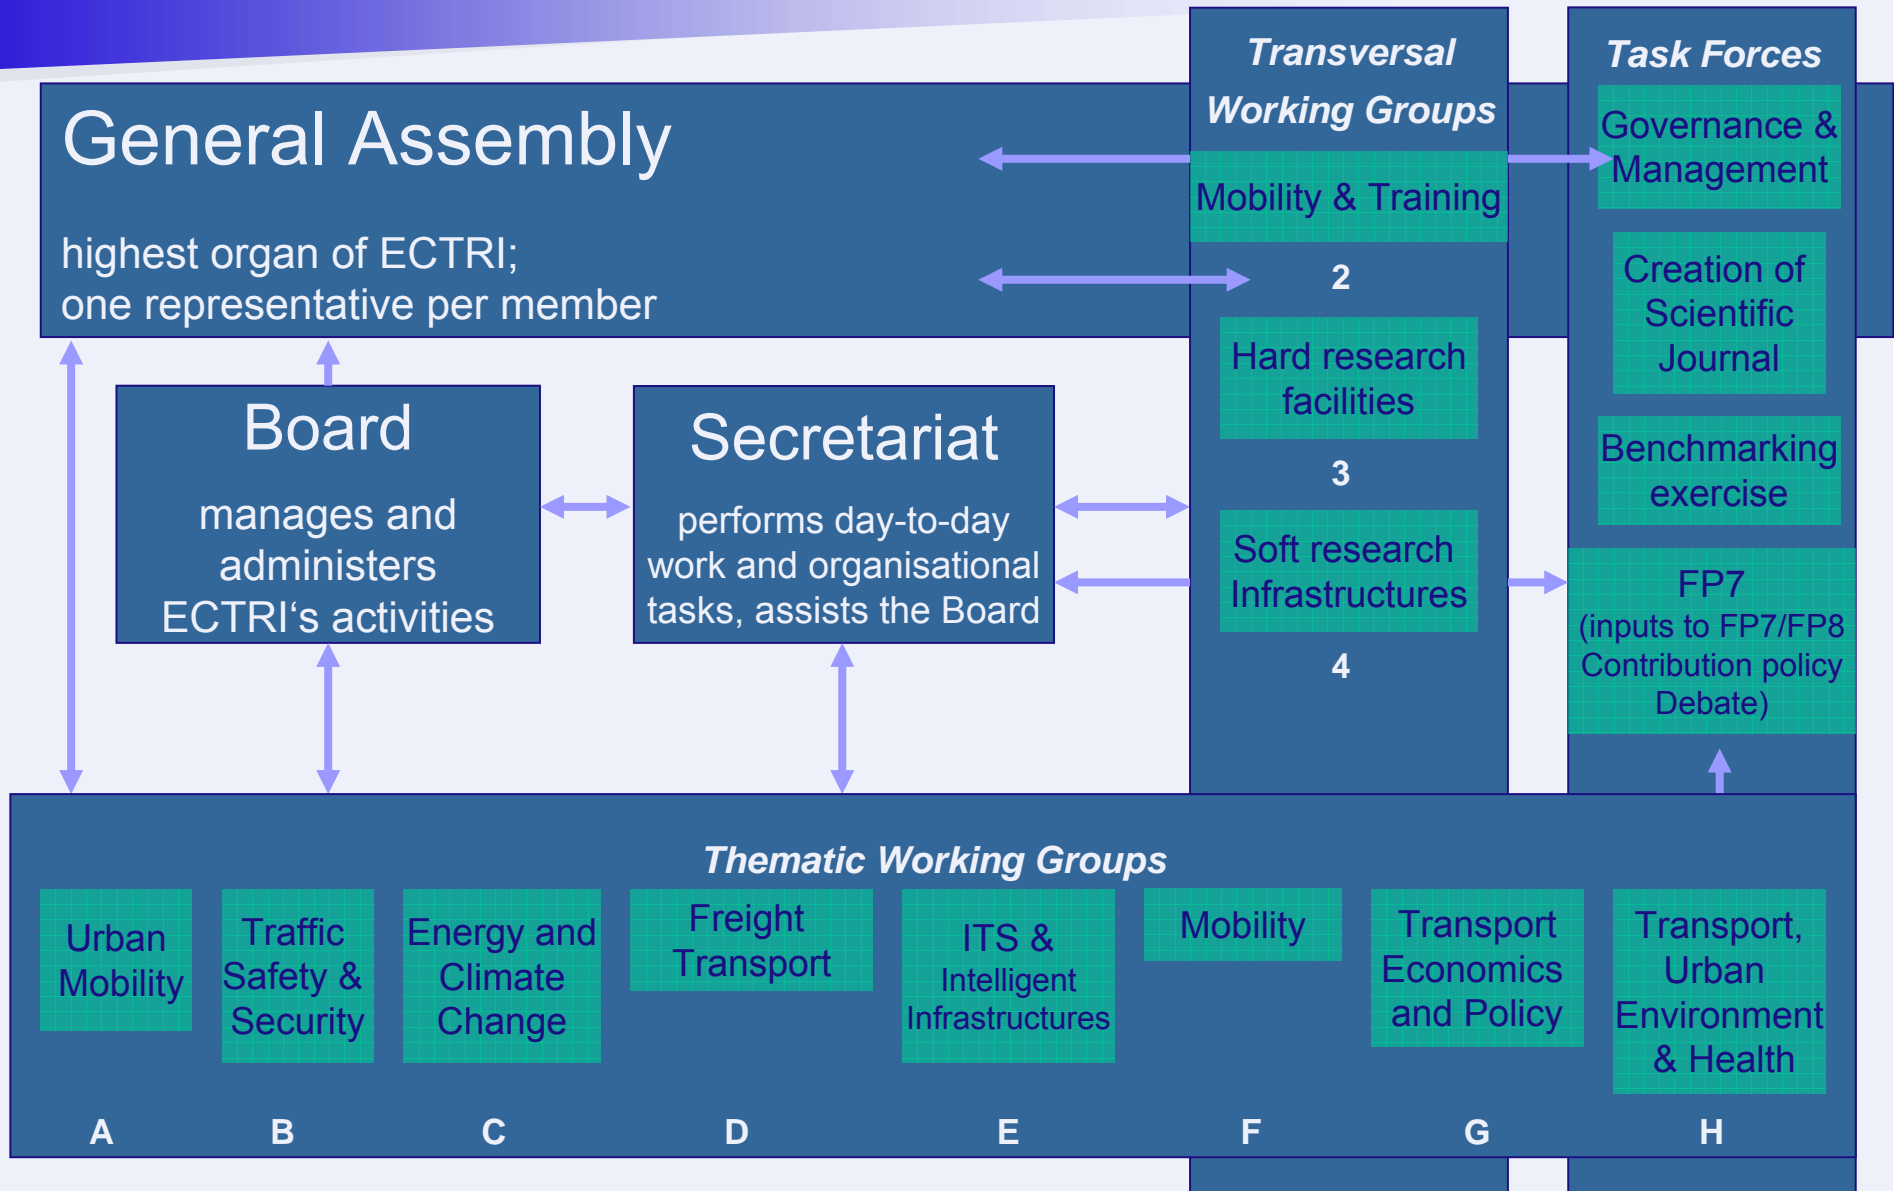 General Assembly
highest organ of ECTRI;
one representative per member
Transversal
Working Groups
Mobility & Training
2
Hard research
facilities
3
Soft research
Infrastructures
4
Task Forces
Governance &
Management
Creation of
Scientific
Journal
Benchmarking
exercise
FP7
(inputs to FP7/FP8
Contribution policy
Debate)
Board
manages and
administers
ECTRI‘s activities
Secretariat
performs day-to-day
work and organisational
tasks, assists the Board
Thematic Working Groups
Urban
Mobility
A
Traffic
Safety &
Security
B
Energy and
Climate
Change
C
Freight
Transport
D
ITS &
Intelligent
Infrastructures
E
Mobility
F
Transport
Economics
and Policy
G
Transport,
Urban
Environment
& Health
H